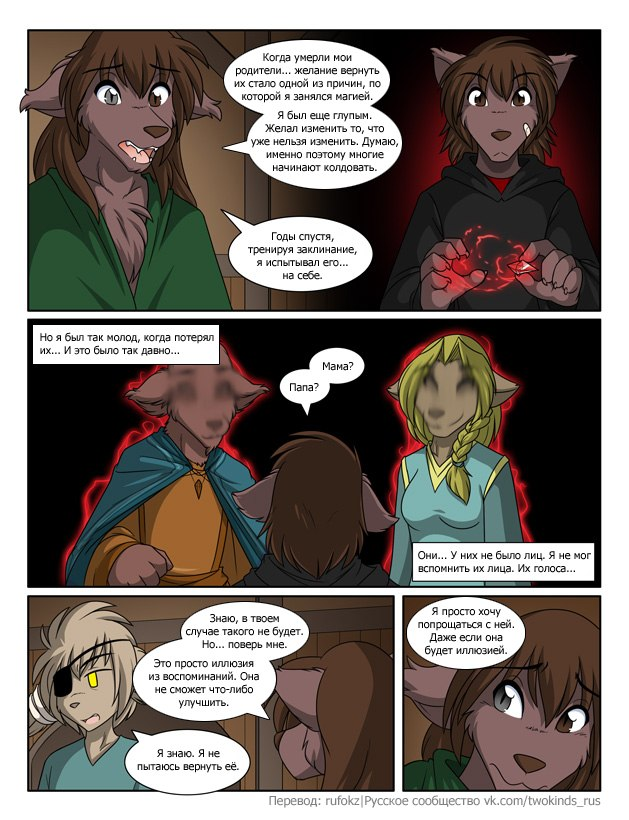 Когда умерли мои
родители... желание вернуть
их стало одной из причин, по
которой я занялся магией.
Я был еще глупым.
Желал изменить то, что
уже нельзя изменить. Думаю,
именно поэтому многие
начинают колдовать.
Годы спустя,
тренируя заклинание,
я испытывал его...
на себе.
Но я был так молод, когда потерял
их... И это было так давно...
Мама?
Папа?
Они... У них не было лиц. Я не мог
вспомнить их лица. Их голоса...
Знаю, в твоем
случае такого не будет.
Но... поверь мне.
Это просто иллюзия
из воспоминаний. Она
не сможет что-либо
улучшить.
Я знаю. Я не
пытаюсь вернуть её.
Я просто хочу
попрощаться с ней.
Даже если она
будет иллюзией.
Перевод: rufokz|Русское сообщество vk.com/twokinds_rus